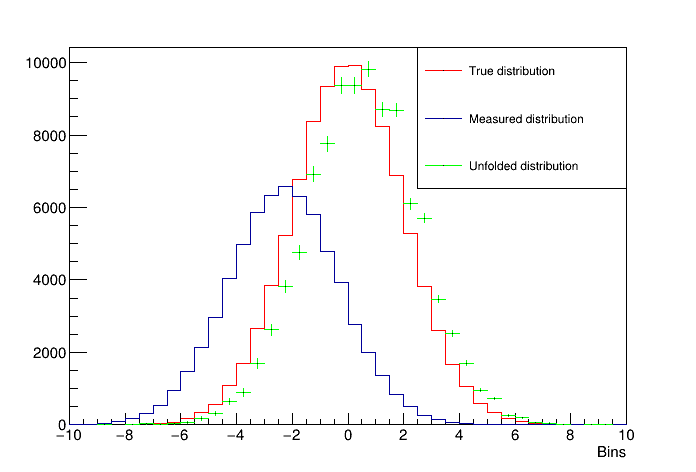 10000
8000
6000
4000
2000
0
True distribution
Measured distribution
Unfolded distribution
−10 −8 −6 −4 −2 0 2 4 6 8 10
Bins